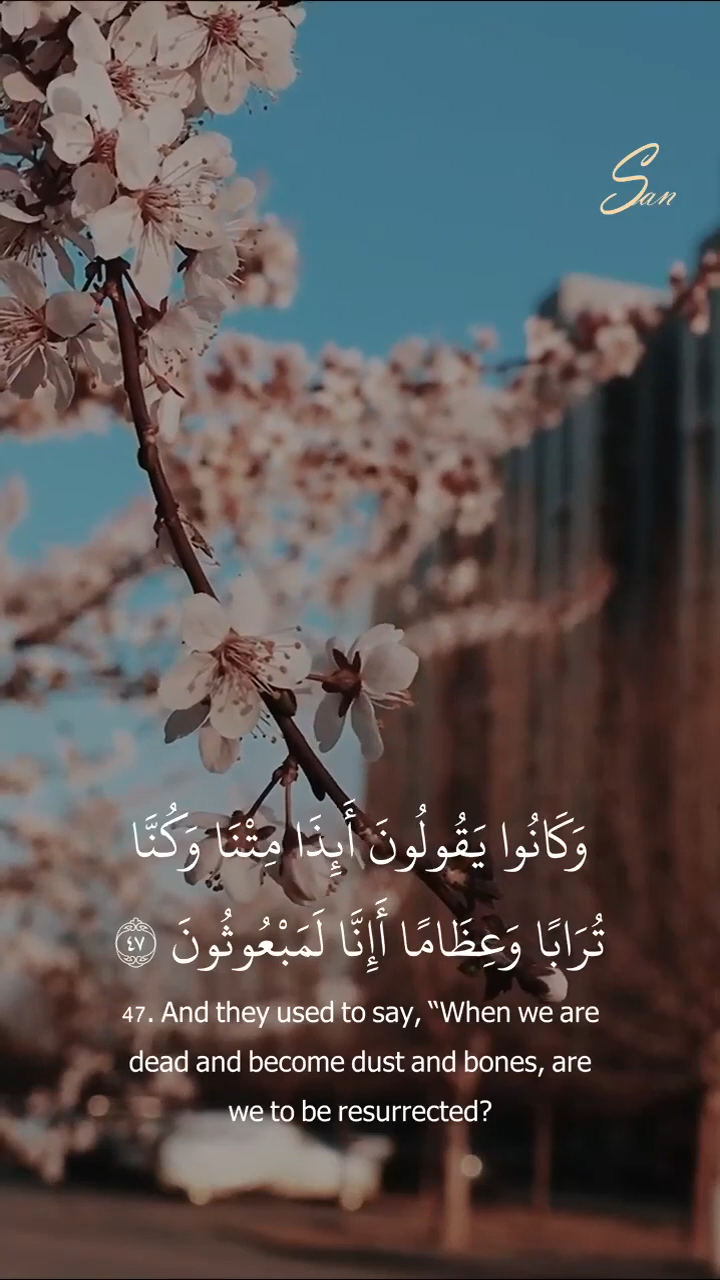 San
وَكَانُوا يَقُولُونَ أَئِذَا مِتْنَا وَكُنَّا
تُرَابًا وَعِظَامًا أَإِنَّا لَمَبْعُوثُونَ ٤٧
47. And they used to say, “When we are
dead and become dust and bones, are
we to be resurrected?